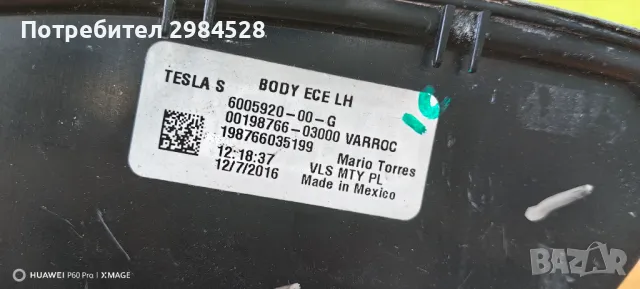 Потребител 2984528
TESLA S BODY ECE LH
6005920-00-G
00198766-03000 VARROC
198766035199
12:18:37 Mario Torres
12/7/2016 VLS MTY PL
Made in Mexico
HUAWEI P60 Pro | XMAGE
BAZAR